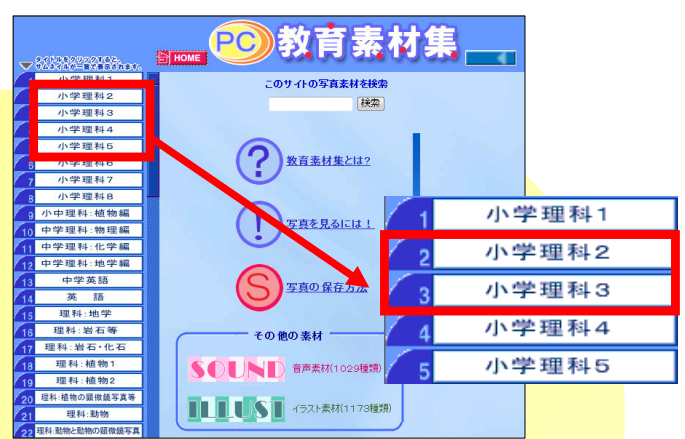 PC 教育素材集
タイトルをクリックすると、
サムネイルが一覧で表示されます。
HOME
小学理科1
小学理科2
小学理科3
小学理科4
小学理科5
6 小学理科6
7 小学理科7
8 小学理科8
9 小中理科:植物編
10 中学理科:物理編
11 中学理科:化学編
12 中学理科:地学編
13 中学英語
14 英 語
15 理科:地学
16 理科:岩石等
17 理科:岩石・化石
18 理科:植物1
19 理科:植物2
20 理科:植物の顕微鏡写真等
21 理科:動物
22 理科:動物と動物の顕微鏡写真
このサイトの写真素材を検索
検索
? 教育素材集とは?
! 写真を見るには!
S 写真の保存方法
その他の素材
SOUND 音声素材(1029種類)
ILLUST イラスト素材(1173種類)
1 小学理科1
2 小学理科2
3 小学理科3
4 小学理科4
5 小学理科5